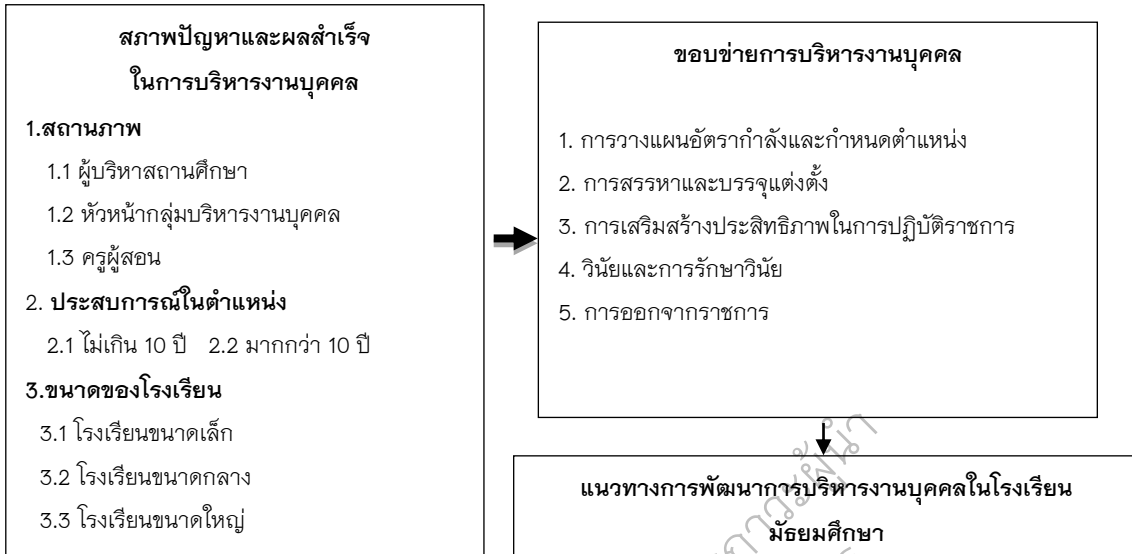 สภาพปัญหาและผลสำเร็จ
ในการบริหารงานบุคคล
1.สถานภาพ
1.1 ผู้บริหาสถานศึกษา
1.2 หัวหน้ากลุ่มบริหารงานบุคคล
1.3 ครูผู้สอน
2. ประสบการณ์ในตำแหน่ง
2.1 ไม่เกิน 10 ปี 2.2 มากกว่า 10 ปี
3.ขนาดของโรงเรียน
3.1 โรงเรียนขนาดเล็ก
3.2 โรงเรียนขนาดกลาง
3.3 โรงเรียนขนาดใหญ่
ขอบข่ายการบริหารงานบุคคล
1. การวางแผนอัตรากำลังและกำหนดตำแหน่ง
2. การสรรหาและบรรจุแต่งตั้ง
3. การเสริมสร้างประสิทธิภาพในการปฏิบัติราชการ
4. วินัยและการรักษาวินัย
5. การออกจากราชการ
แนวทางการพัฒนาการบริหารงานบุคคลในโรงเรียน
มัธยมศึกษา